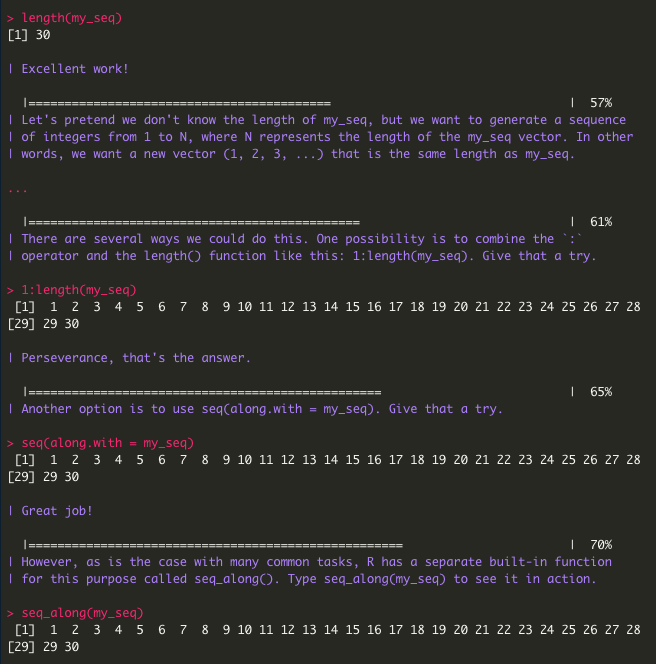 > length(my_seq)
[1] 30
| Excellent work!
|========================================== | 57%
| Let's pretend we don't know the length of my_seq, but we want to generate a sequence
| of integers from 1 to N, where N represents the length of the my_seq vector. In other
| words, we want a new vector (1, 2, 3, ...) that is the same length as my_seq.
...
|============================================== | 61%
| There are several ways we could do this. One possibility is to combine the `:`
| operator and the length() function like this: 1:length(my_seq). Give that a try.
> 1:length(my_seq)
[1] 1 2 3 4 5 6 7 8 9 10 11 12 13 14 15 16 17 18 19 20 21 22 23 24 25 26 27 28
[29] 29 30
| Perseverance, that's the answer.
|================================================= | 65%
| Another option is to use seq(along.with = my_seq). Give that a try.
> seq(along.with = my_seq)
[1] 1 2 3 4 5 6 7 8 9 10 11 12 13 14 15 16 17 18 19 20 21 22 23 24 25 26 27 28
[29] 29 30
| Great job!
|==================================================== | 70%
| However, as is the case with many common tasks, R has a separate built-in function
| for this purpose called seq_along(). Type seq_along(my_seq) to see it in action.
> seq_along(my_seq)
[1] 1 2 3 4 5 6 7 8 9 10 11 12 13 14 15 16 17 18 19 20 21 22 23 24 25 26 27 28
[29] 29 30